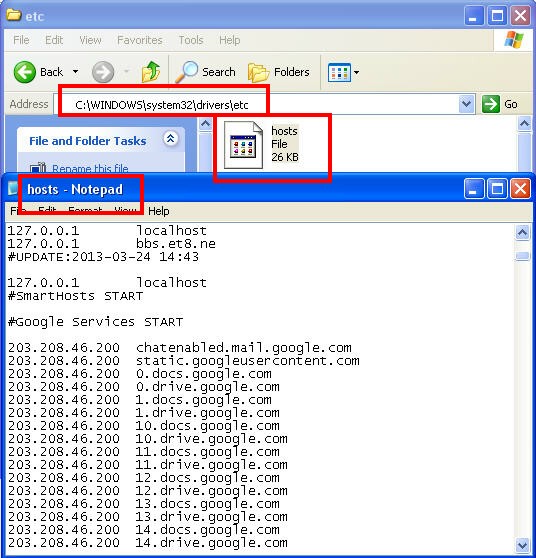 etc
File Edit View Favorites Tools Help
Back Search Folders
Address C:\WINDOWS\system32\drivers\etc Go
File and Folder Tasks
Rename this file
hosts
File
26 KB
hosts - Notepad
File Edit Format View Help
127.0.0.1 localhost
127.0.0.1 bbs.et8.ne
#UPDATE:2013-03-24 14:43
127.0.0.1 localhost
#SmartHosts START
#Google Services START
203.208.46.200 chatenabled.mail.google.com
203.208.46.200 static.googleusercontent.com
203.208.46.200 0.docs.google.com
203.208.46.200 0.drive.google.com
203.208.46.200 1.docs.google.com
203.208.46.200 1.drive.google.com
203.208.46.200 10.docs.google.com
203.208.46.200 10.drive.google.com
203.208.46.200 11.docs.google.com
203.208.46.200 11.drive.google.com
203.208.46.200 12.docs.google.com
203.208.46.200 12.drive.google.com
203.208.46.200 13.docs.google.com
203.208.46.200 13.drive.google.com
203.208.46.200 14.docs.google.com
203.208.46.200 14.drive.google.com